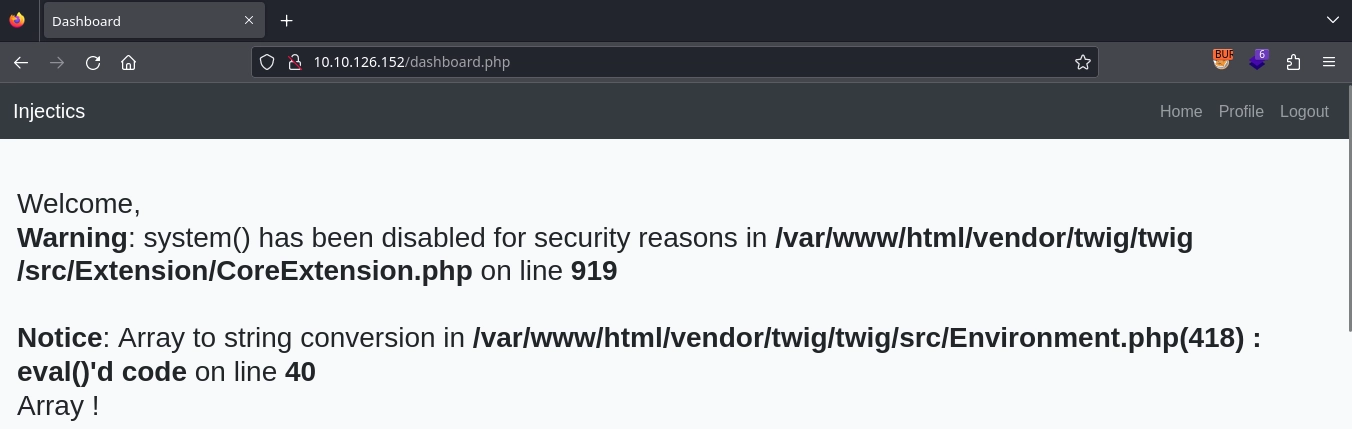 Dashboard
10.10.126.152/dashboard.php
BUR
6
Injectics
Home Profile Logout
Welcome,
Warning: system() has been disabled for security reasons in /var/www/html/vendor/twig/twig
/src/Extension/CoreExtension.php on line 919
Notice: Array to string conversion in /var/www/html/vendor/twig/twig/src/Environment.php(418) :
eval()'d code on line 40
Array !